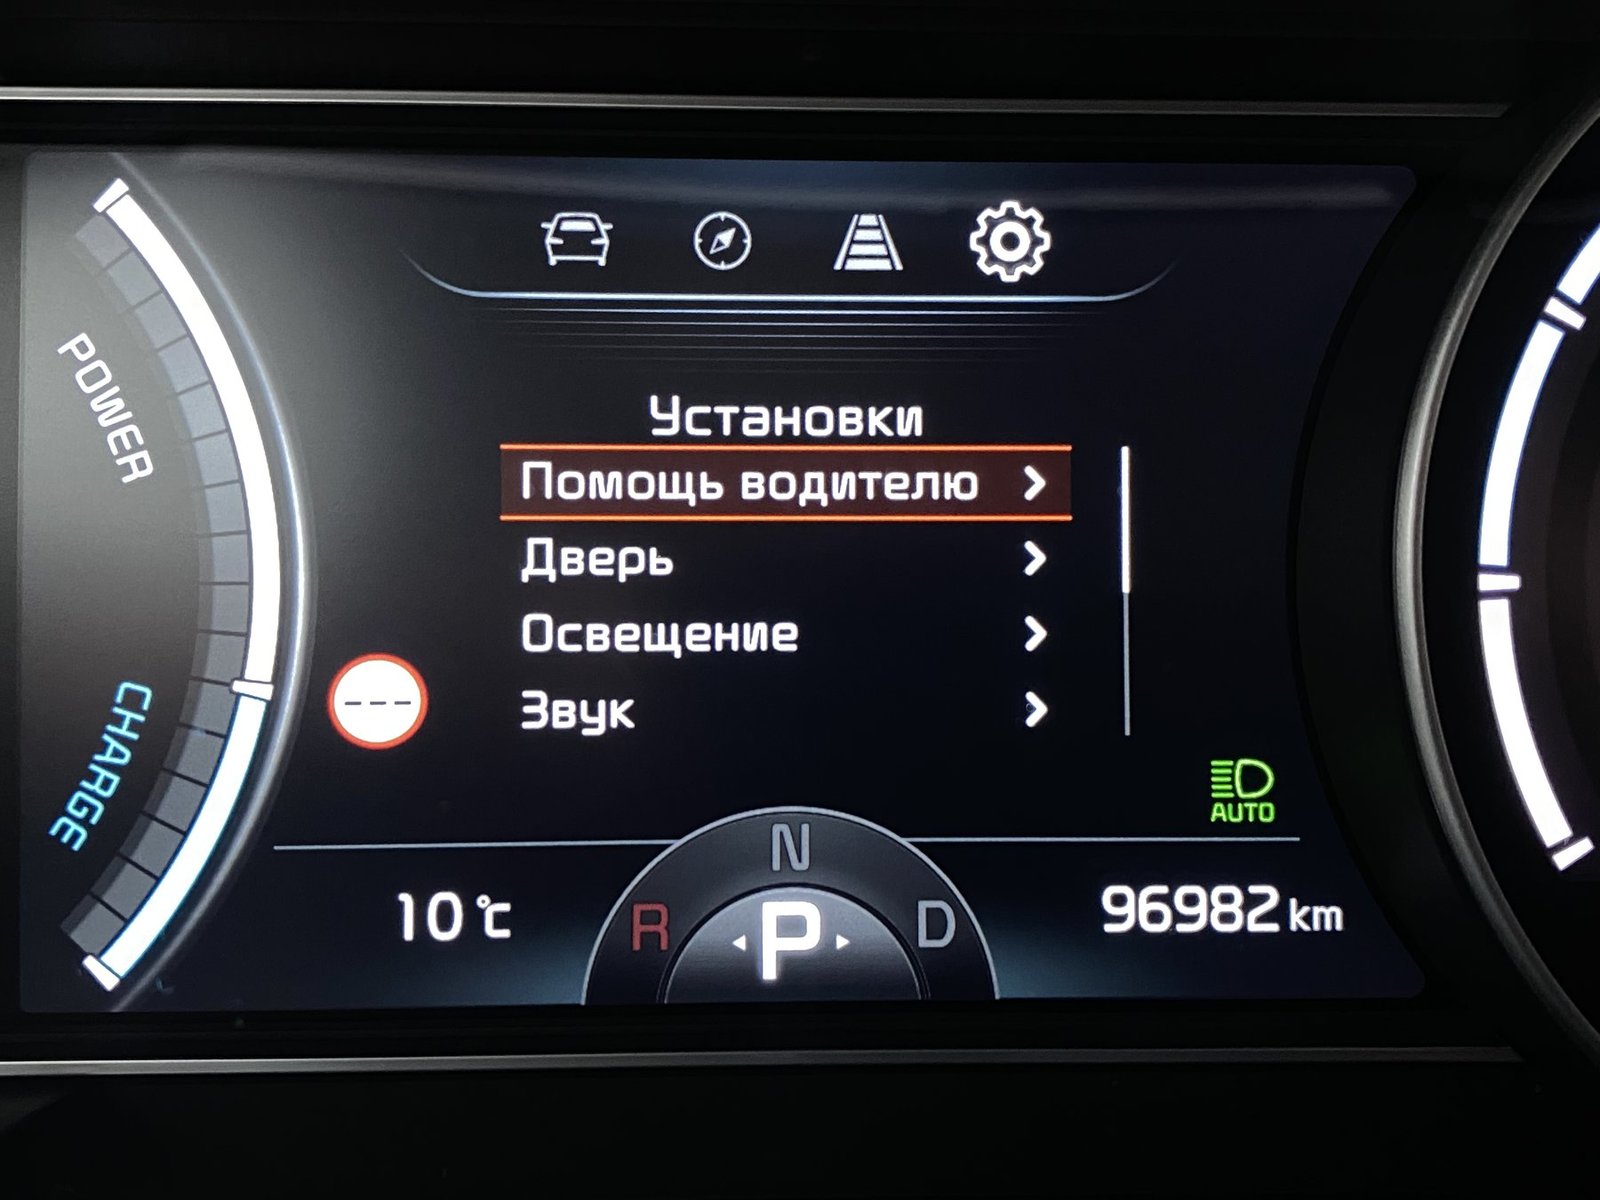 POWER
CHARGE
Установки
Помощь водителю
Дверь
Освещение
Звук
---
AUTO
10 °C
R N D
P
96982 km